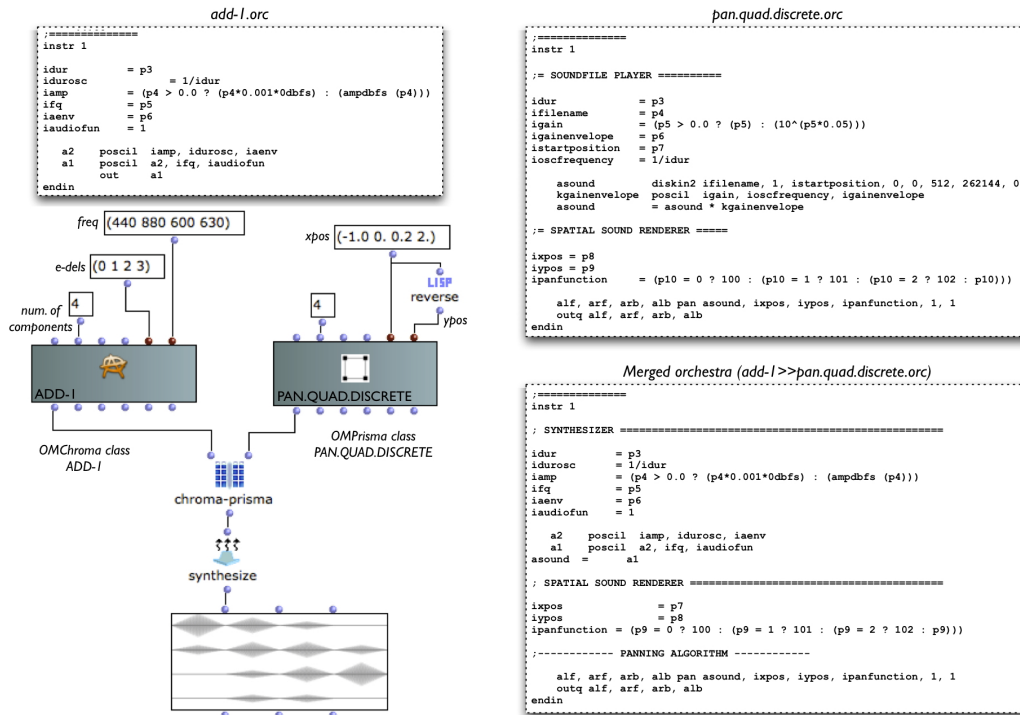 add-1.orc
;==============
instr 1
idur = p3
idurosc = 1/idur
iamp = (p4 > 0.0 ? (p4*0.001*0dbfs) : (ampdbfs (p4)))
ifq = p5
iaenv = p6
iaudiofun = 1
a2 poscil iamp, idurosc, iaenv
a1 poscil a2, ifq, iaudiofun
out a1
endin
freq (440 880 600 630)
e-dels (0 1 2 3)
num. of components 4
ADD-1
OMChroma class
ADD-1
xpos (-1.0 0. 0.2 2.)
LISP
reverse
4
ypos
PAN.QUAD.DISCRETE
OMPrisma class
PAN.QUAD.DISCRETE
chroma-prisma
synthesize
pan.quad.discrete.orc
;==============
instr 1
;= SOUNDFILE PLAYER ==========
idur = p3
ifilename = p4
igain = (p5 > 0.0 ? (p5) : (10^(p5*0.05)))
igainenvelope = p6
istartposition = p7
ioscfrequency = 1/idur
asound diskin2 ifilename, 1, istartposition, 0, 0, 512, 262144, 0
kgainenvelope poscil igain, ioscfrequency, igainenvelope
asound = asound * kgainenvelope
;= SPATIAL SOUND RENDERER =====
ixpos = p8
iypos = p9
ipanfunction = (p10 = 0 ? 100 : (p10 = 1 ? 101 : (p10 = 2 ? 102 : p10)))
alf, arf, arb, alb pan asound, ixpos, iypos, ipanfunction, 1, 1
outq alf, arf, arb, alb
endin
Merged orchestra (add-1>>pan.quad.discrete.orc)
;==============
instr 1
; SYNTHESIZER ================================================
idur = p3
idurosc = 1/idur
iamp = (p4 > 0.0 ? (p4*0.001*0dbfs) : (ampdbfs (p4)))
ifq = p5
iaenv = p6
iaudiofun = 1
a2 poscil iamp, idurosc, iaenv
a1 poscil a2, ifq, iaudiofun
asound = a1
; SPATIAL SOUND RENDERER =====================================
ixpos = p7
iypos = p8
ipanfunction = (p9 = 0 ? 100 : (p9 = 1 ? 101 : (p9 = 2 ? 102 : p9)))
;------------ PANNING ALGORITHM ------------
alf, arf, arb, alb pan asound, ixpos, iypos, ipanfunction, 1, 1
outq alf, arf, arb, alb
endin